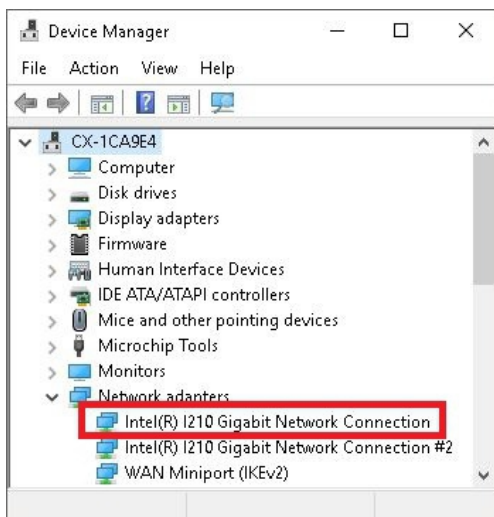 Device Manager
File Action View Help
CX-1CA9E4
Computer
Disk drives
Display adapters
Firmware
Human Interface Devices
IDE ATA/ATAPI controllers
Mice and other pointing devices
Microchip Tools
Monitors
Network adapters
Intel(R) I210 Gigabit Network Connection
Intel(R) I210 Gigabit Network Connection #2
WAN Miniport (IKEv2)